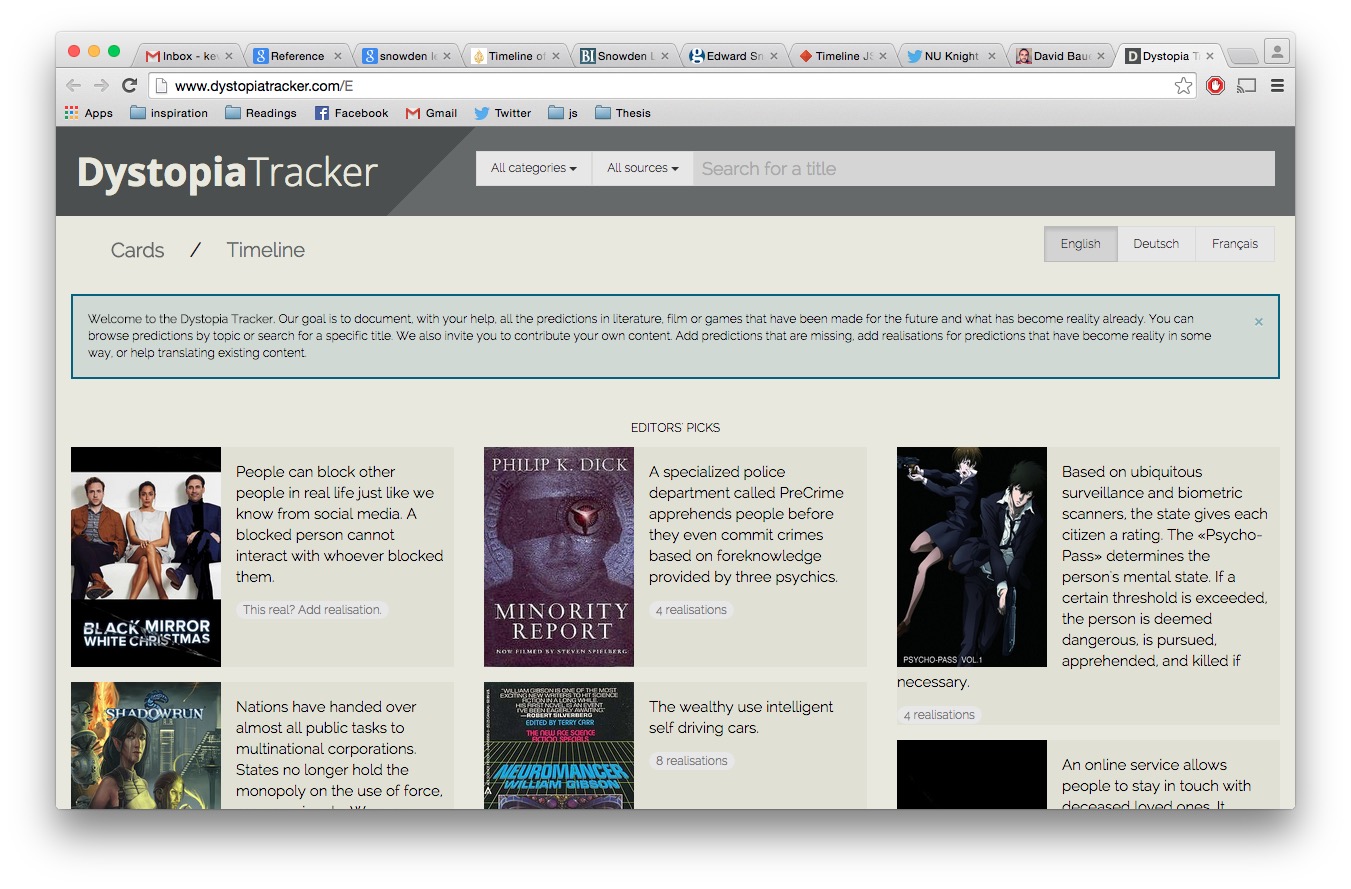 Inbox - ke
Reference
snowden le
Timeline of
Snowden L
Edward Sn
Timeline JS
NU Knight
David Bau
Dystopia Tr
www.dystopiatracker.com/E
Apps
inspiration
Readings
Facebook
Gmail
Twitter
js
Thesis
DystopiaTracker
All categories
All sources
Search for a title
Cards / Timeline
English
Deutsch
Français
Welcome to the Dystopia Tracker. Our goal is to document, with your help, all the predictions in literature, film or games that have been made for the future and what has become reality already. You can
browse predictions by topic or search for a specific title. We also invite you to contribute your own content. Add predictions that are missing, add realisations for predictions that have become reality in some
way, or help translating existing content.
×
EDITORS' PICKS
BLACK MIRROR
WHITE CHRISTMAS
People can block other
people in real life just like we
know from social media. A
blocked person cannot
interact with whoever blocked
them.
This real? Add realisation.
PHILIP K. DICK
MINORITY
REPORT
NOW FILMED BY STEVEN SPIELBERG
A specialized police
department called PreCrime
apprehends people before
they even commit crimes
based on foreknowledge
provided by three psychics.
4 realisations
PSYCHO-PASS VOL.1
Based on ubiquitous
surveillance and biometric
scanners, the state gives each
citizen a rating. The «Psycho-
Pass» determines the
person's mental state. If a
certain threshold is exceeded,
the person is deemed
dangerous, is pursued,
apprehended, and killed if
necessary.
4 realisations
SHADOWRUN
Nations have handed over
almost all public tasks to
multinational corporations.
States no longer hold the
monopoly on the use of force,
"WILLIAM GIBSON IS ONE OF THE MOST
EXCITING NEW WRITERS TO HIT SCIENCE
FICTION IN A LONG WHILE
HIS FIRST NOVEL IS AN EVENT
I'VE BEEN EAGERLY AWAITING"
—ROBERT SILVERBERG
EDITED BY TERRY CARR
THE NEW ACE SCIENCE
FICTION SPECIALS
NEUROMANCER
WILLIAM GIBSON
The wealthy use intelligent
self driving cars.
8 realisations
An online service allows
people to stay in touch with
deceased loved ones. It